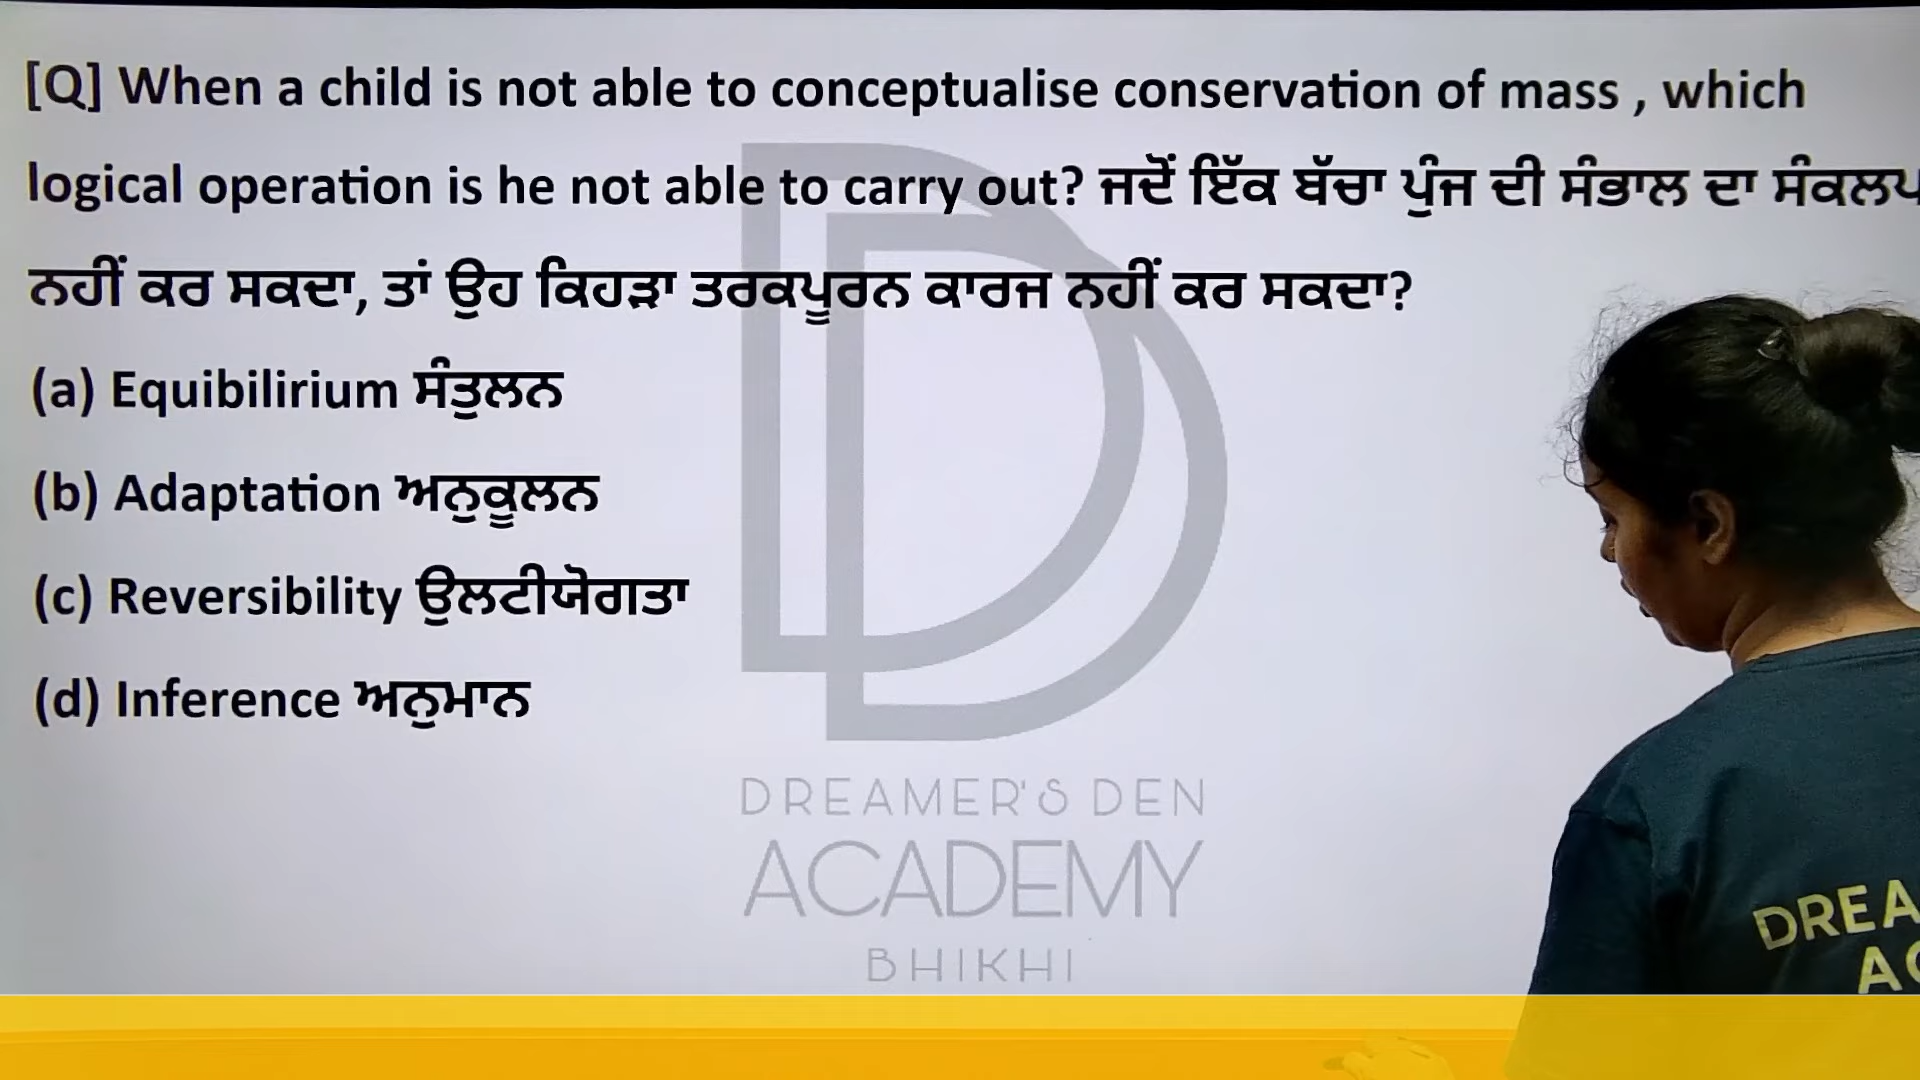 [Q] When a child is not able to conceptualise conservation of mass , which
logical operation is he not able to carry out? ਜਦੋਂ ਇੱਕ ਬੱਚਾ ਪੁੰਜ ਦੀ ਸੰਭਾਲ ਦਾ ਸੰਕਲਪ
ਨਹੀਂ ਕਰ ਸਕਦਾ, ਤਾਂ ਉਹ ਕਿਹੜਾ ਤਰਕਪੂਰਨ ਕਾਰਜ ਨਹੀਂ ਕਰ ਸਕਦਾ?
(a) Equibilirium ਸੰਤੁਲਨ
(b) Adaptation ਅਨੁਕੂਲਨ
(c) Reversibility ਉਲਟੀਯੋਗਤਾ
(d) Inference ਅਨੁਮਾਨ
DREAMER'S DEN
ACADEMY
BHIKHI